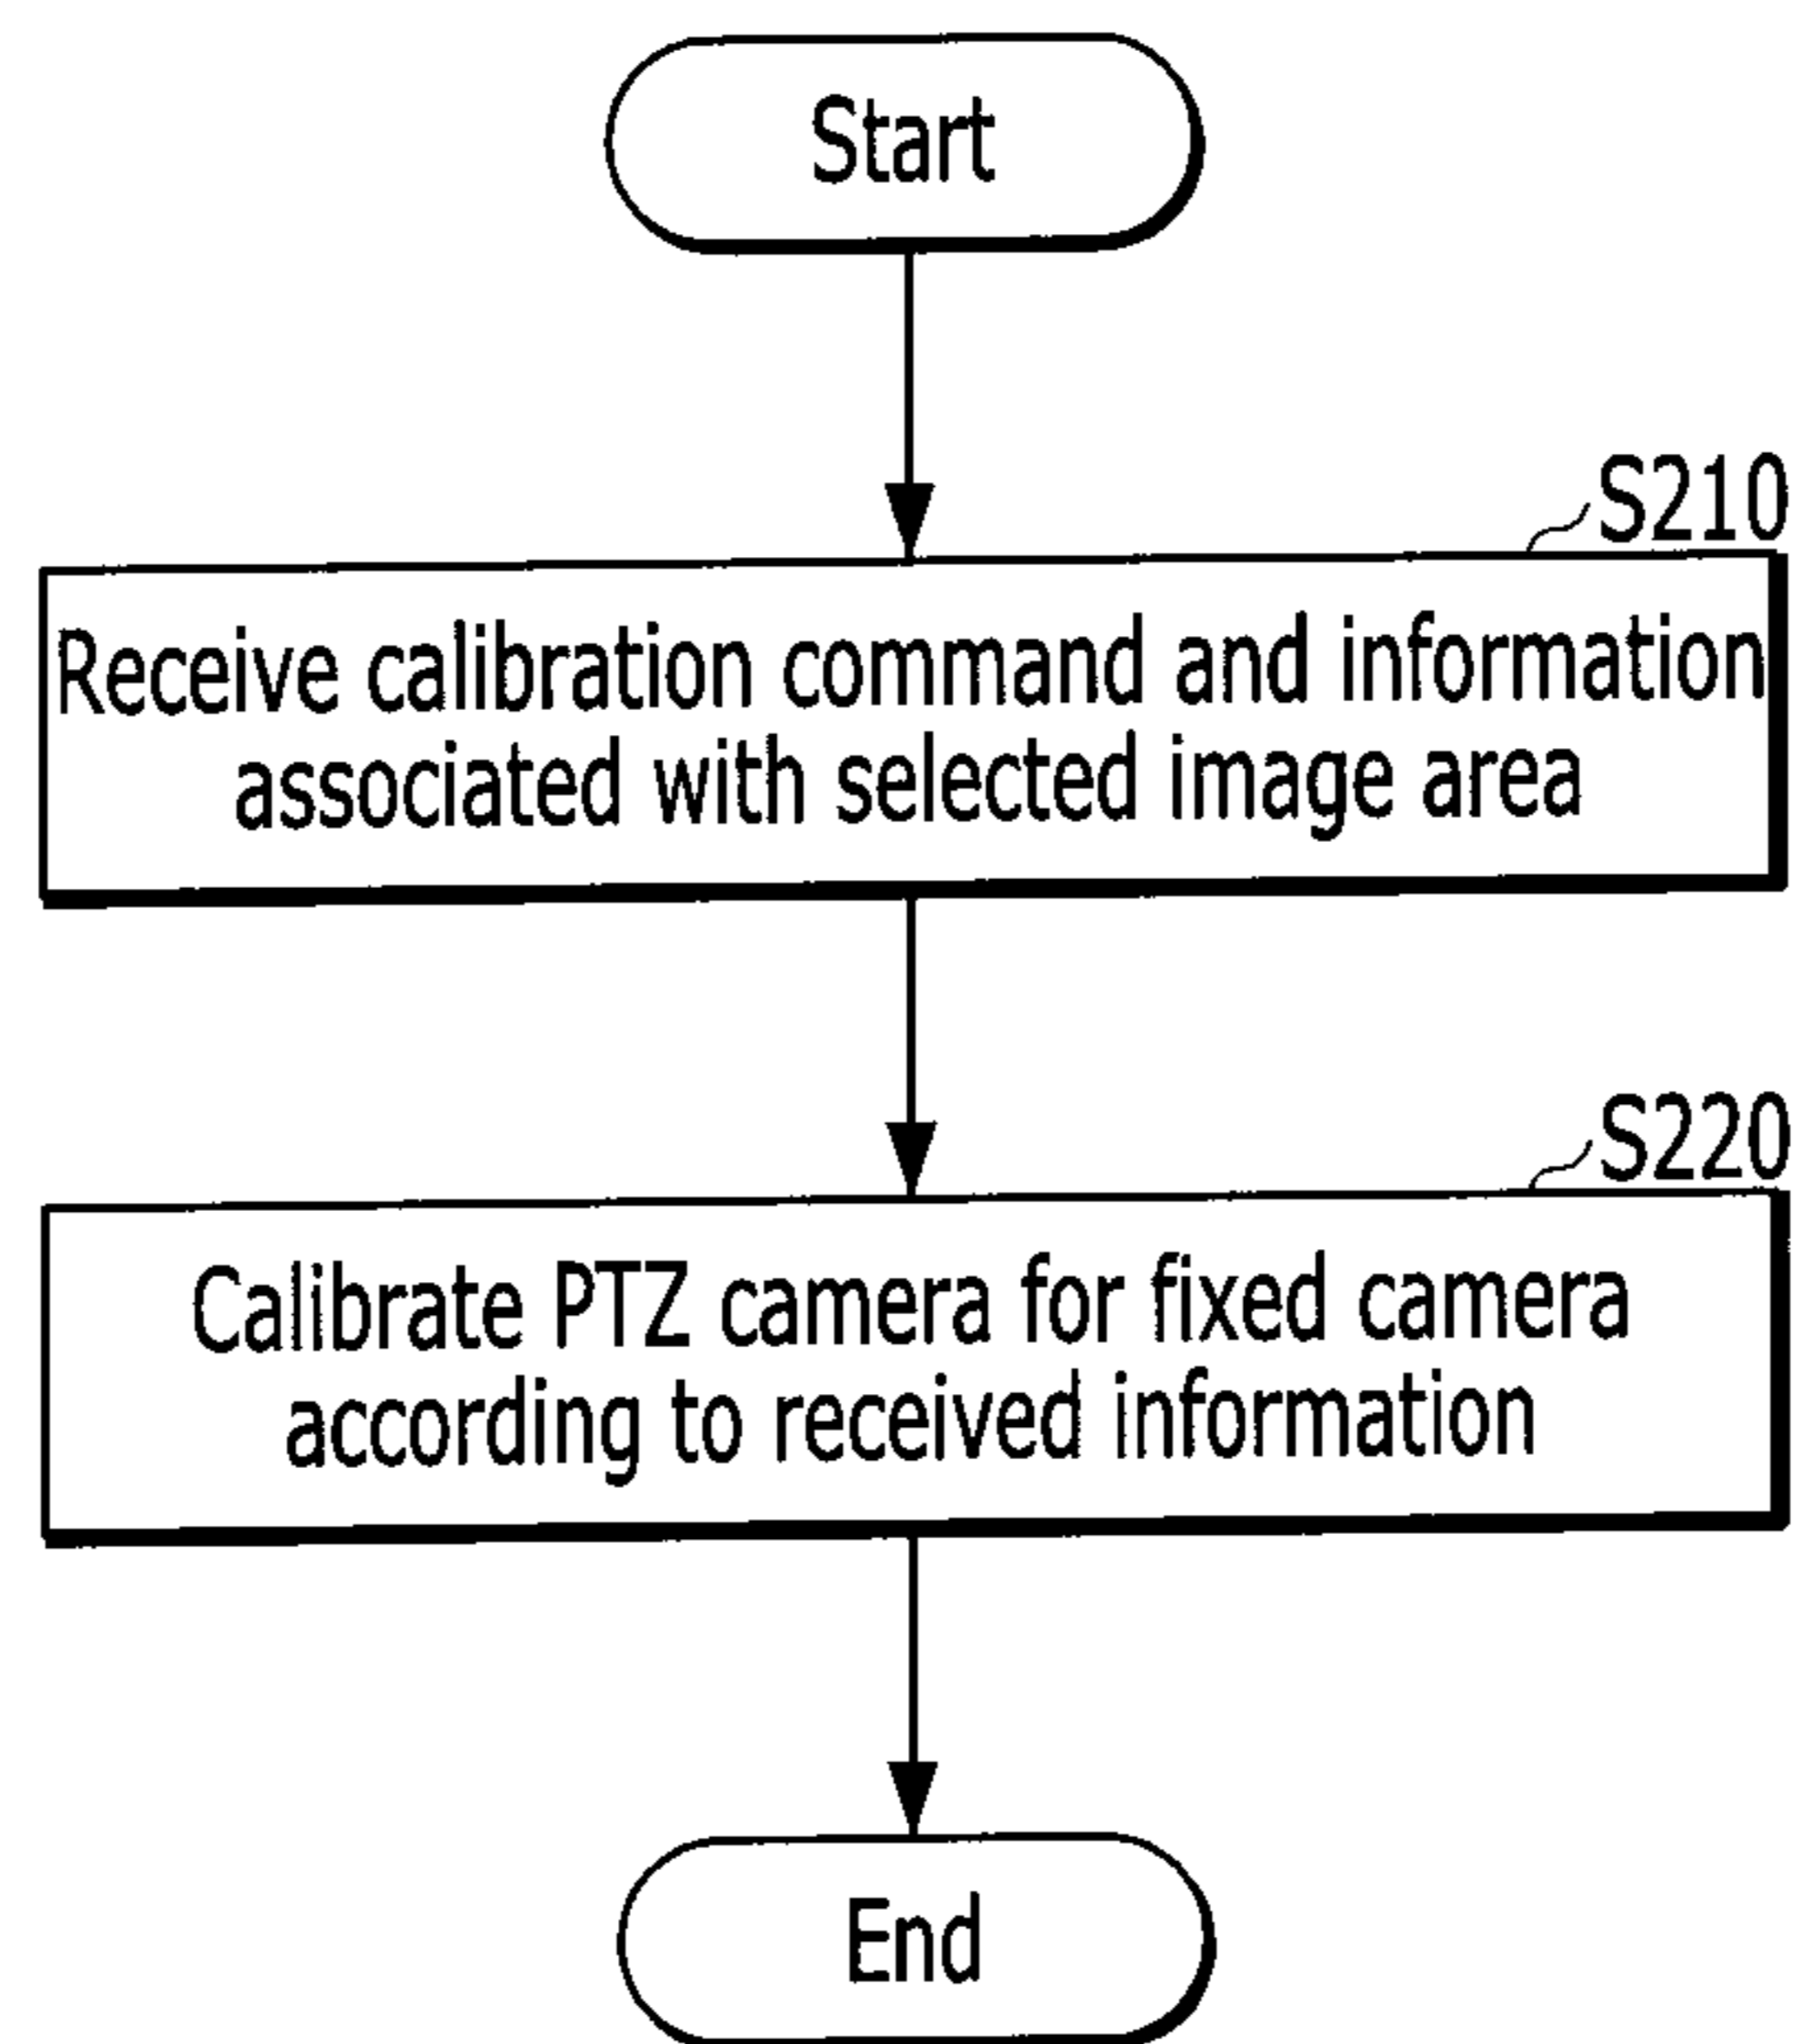 Start
S210
Receive calibration command and information
associated with selected image area
S220
Calibrate PTZ camera for fixed camera
according to received information
End